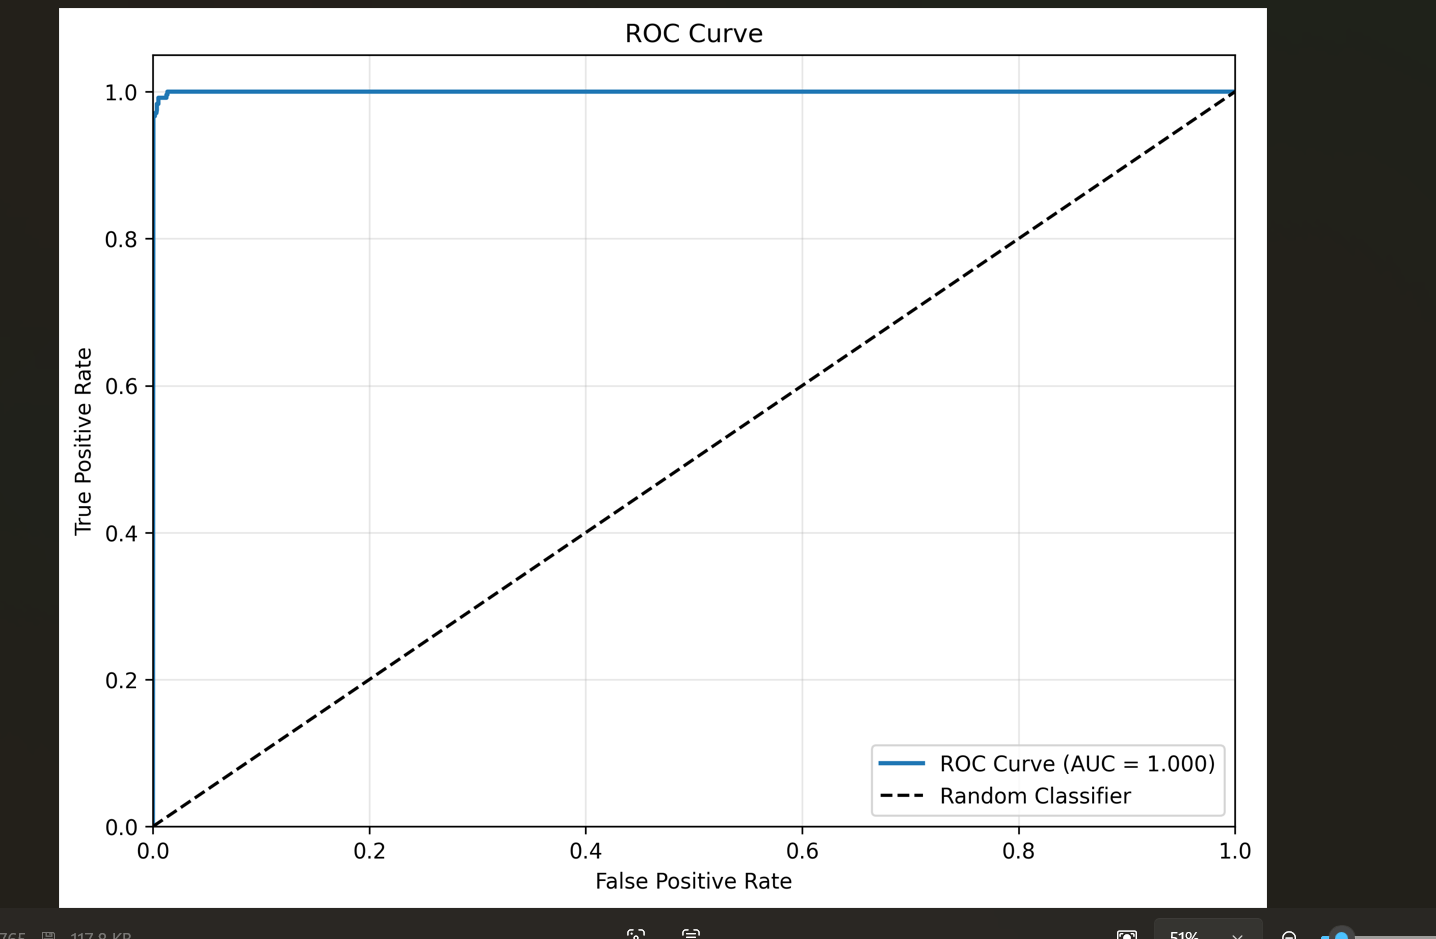 ROC Curve
1.0
0.8
0.6
0.4
0.2
0.0
True Positive Rate
ROC Curve (AUC = 1.000)
Random Classifier
0.0 0.2 0.4 0.6 0.8 1.0
False Positive Rate
51%